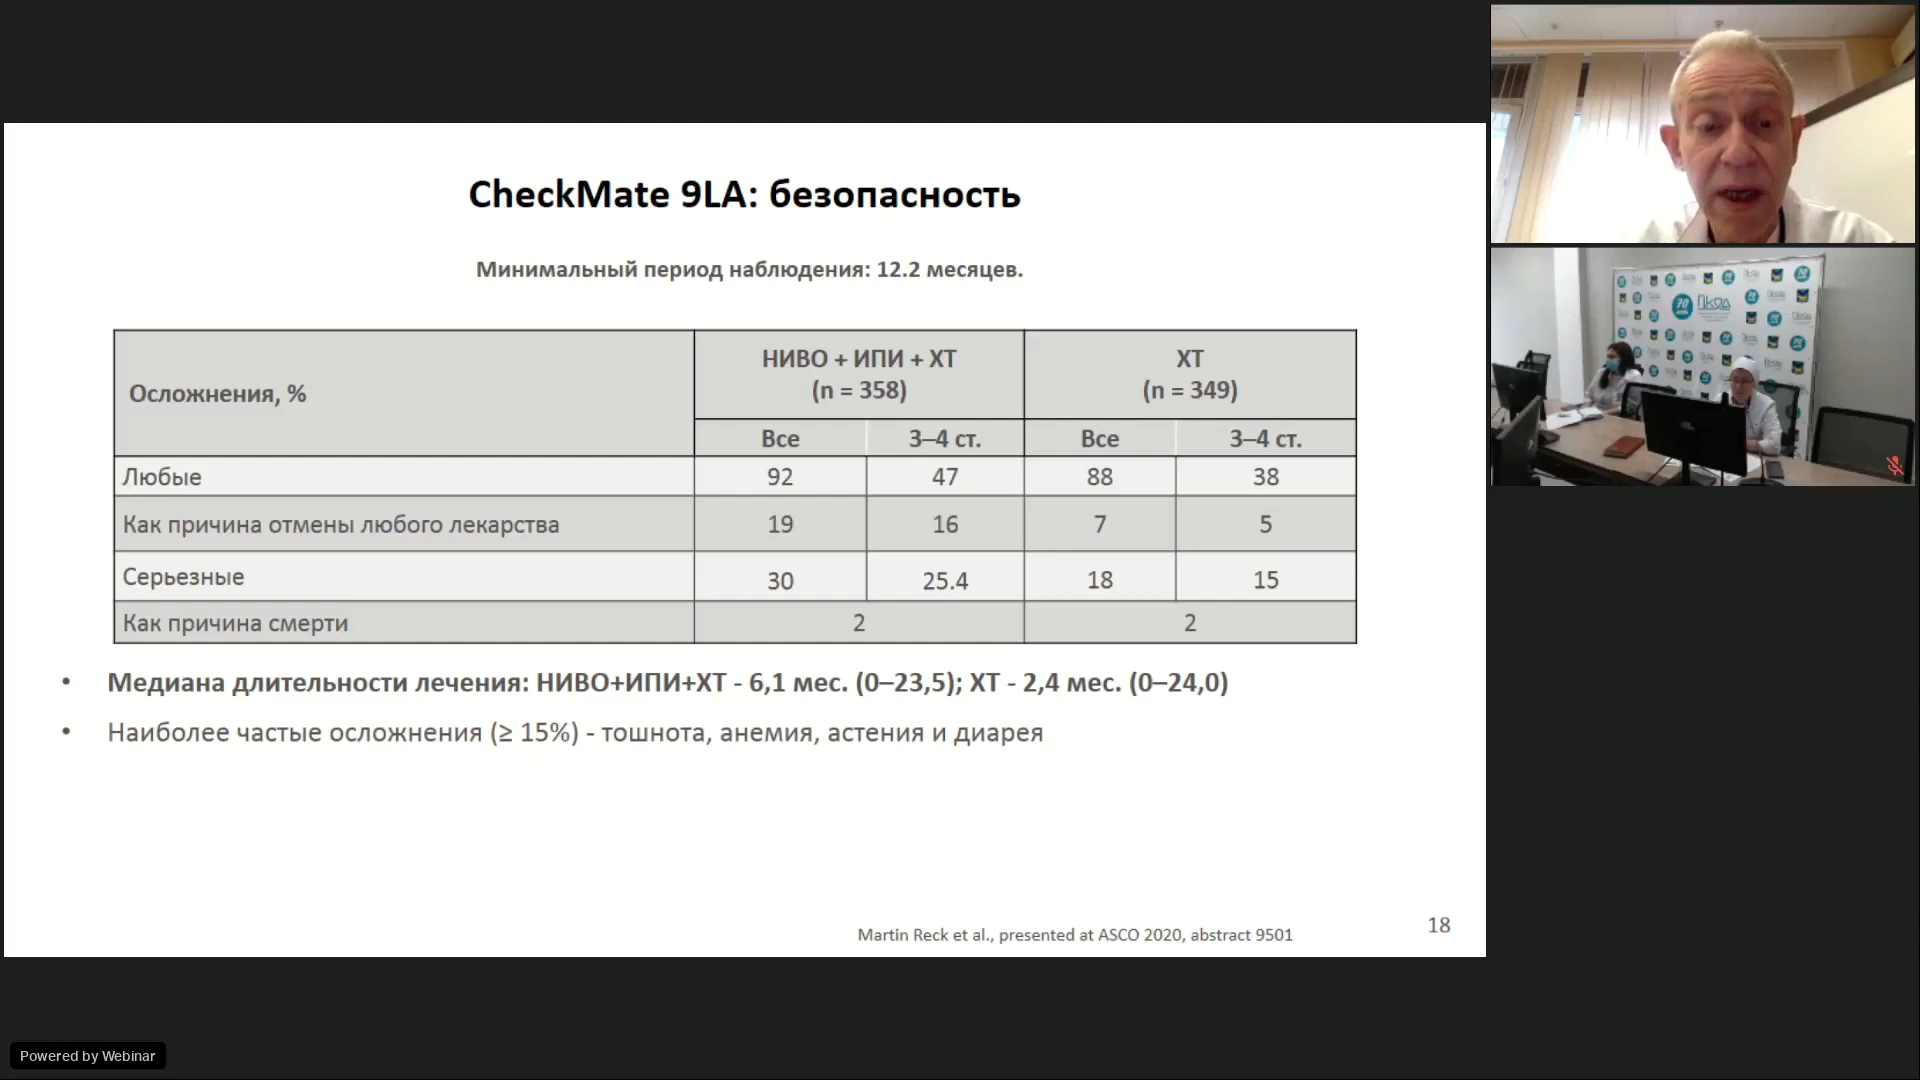 CheckMate 9LA: безопасность
Минимальный период наблюдения: 12.2 месяцев.
Осложнения, %
НИВО + ИПИ + ХТ
(n = 358)
ХТ
(n = 349)
Все
3–4 ст.
Все
3–4 ст.
Любые
92
47
88
38
Как причина отмены любого лекарства
19
16
7
5
Серьезные
30
25.4
18
15
Как причина смерти
2
2
• Медиана длительности лечения: НИВО+ИПИ+ХТ - 6,1 мес. (0–23,5); ХТ - 2,4 мес. (0–24,0)
• Наиболее частые осложнения (≥ 15%) - тошнота, анемия, астения и диарея
Martin Reck et al., presented at ASCO 2020, abstract 9501
18
70
Powered by Webinar